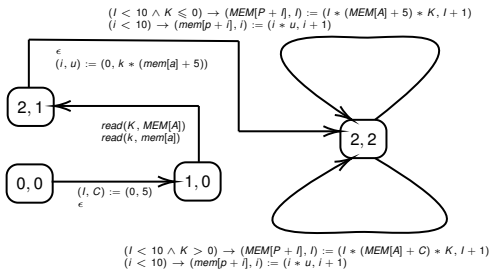 (I < 10 ∧ K ⩽ 0) → (MEM[P + I], I) := (I ∗ (MEM[A] + 5) ∗ K, I + 1)
(i < 10) → (mem[p + i], i) := (i ∗ u, i + 1)
ϵ
(i, u) := (0, k ∗ (mem[a] + 5))
2, 1
read(K, MEM[A])
read(k, mem[a])
2, 2
0, 0
1, 0
(I, C) := (0, 5)
ϵ
(I < 10 ∧ K > 0) → (MEM[P + I], I) := (I ∗ (MEM[A] + C) ∗ K, I + 1)
(i < 10) → (mem[p + i], i) := (i ∗ u, i + 1)